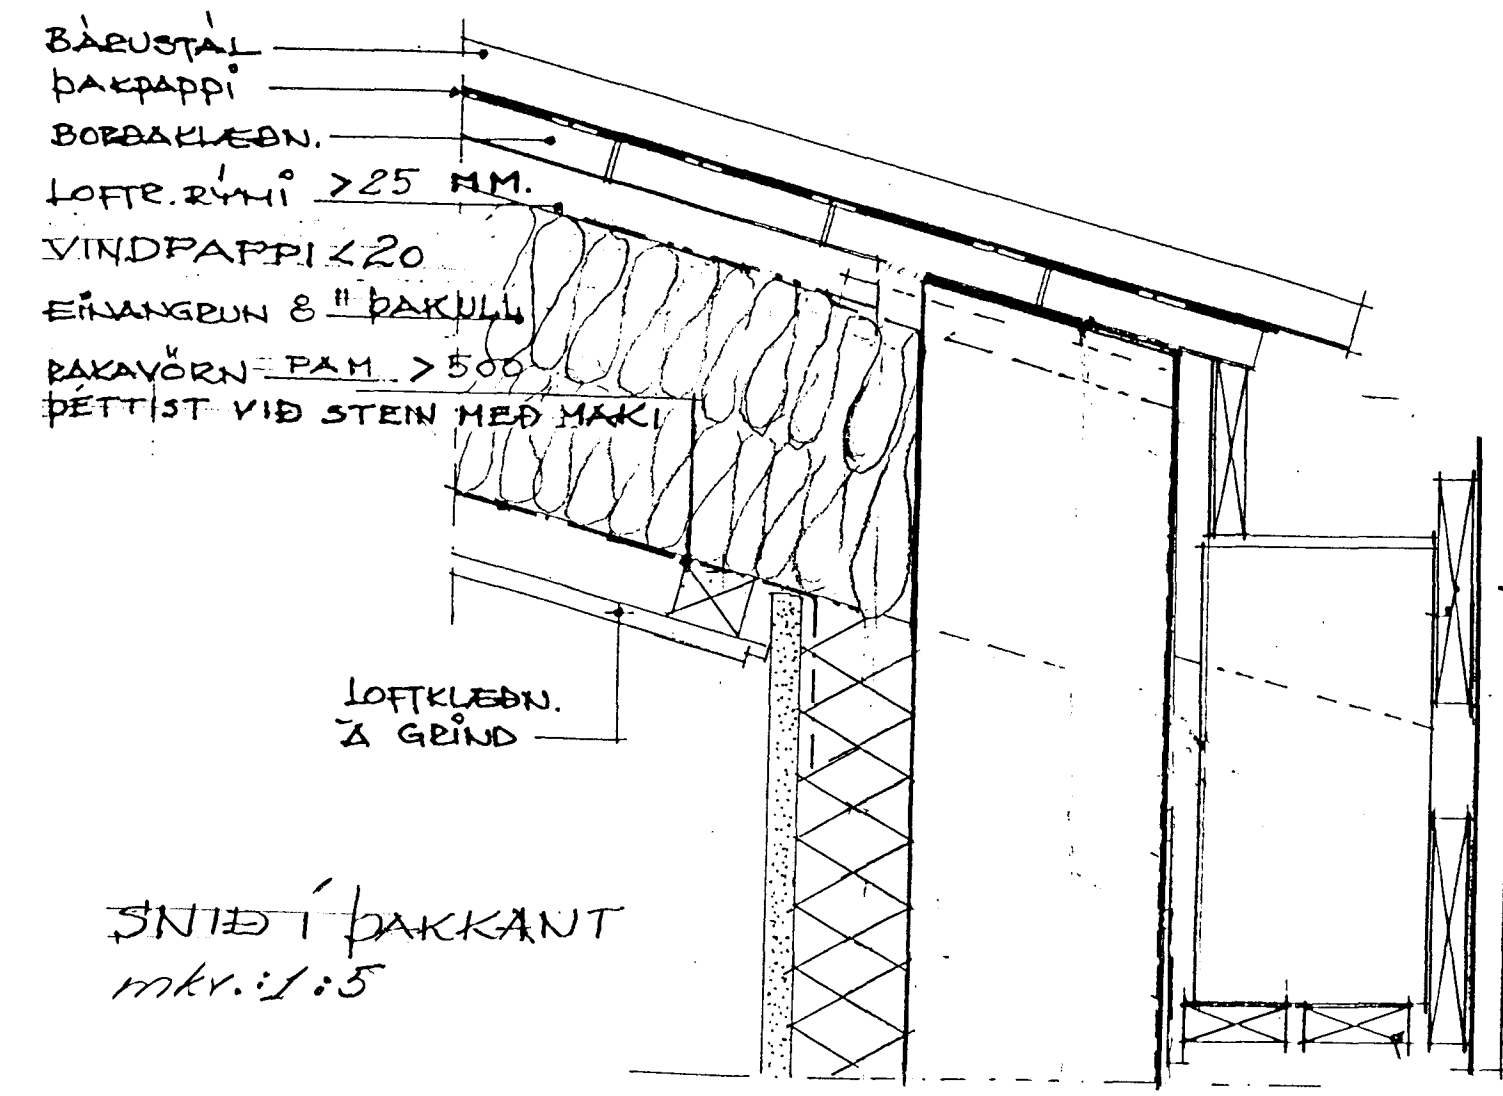 BÁRUSTÁL
ÞAKPAPPI
BORÐAKLÆÐN.
LOFTR.RÝMI >25 MM.
VINDPAPPI <20
EINANGRUN 8" ÞAKULL
RAKAVÖRN PAM >500
ÞÉTTIST VIÐ STEIN MEÐ MAKI
LOFTKLÆÐN.
Á GRIND
SNIÐ Í ÞAKKANT
mkv.:1:5